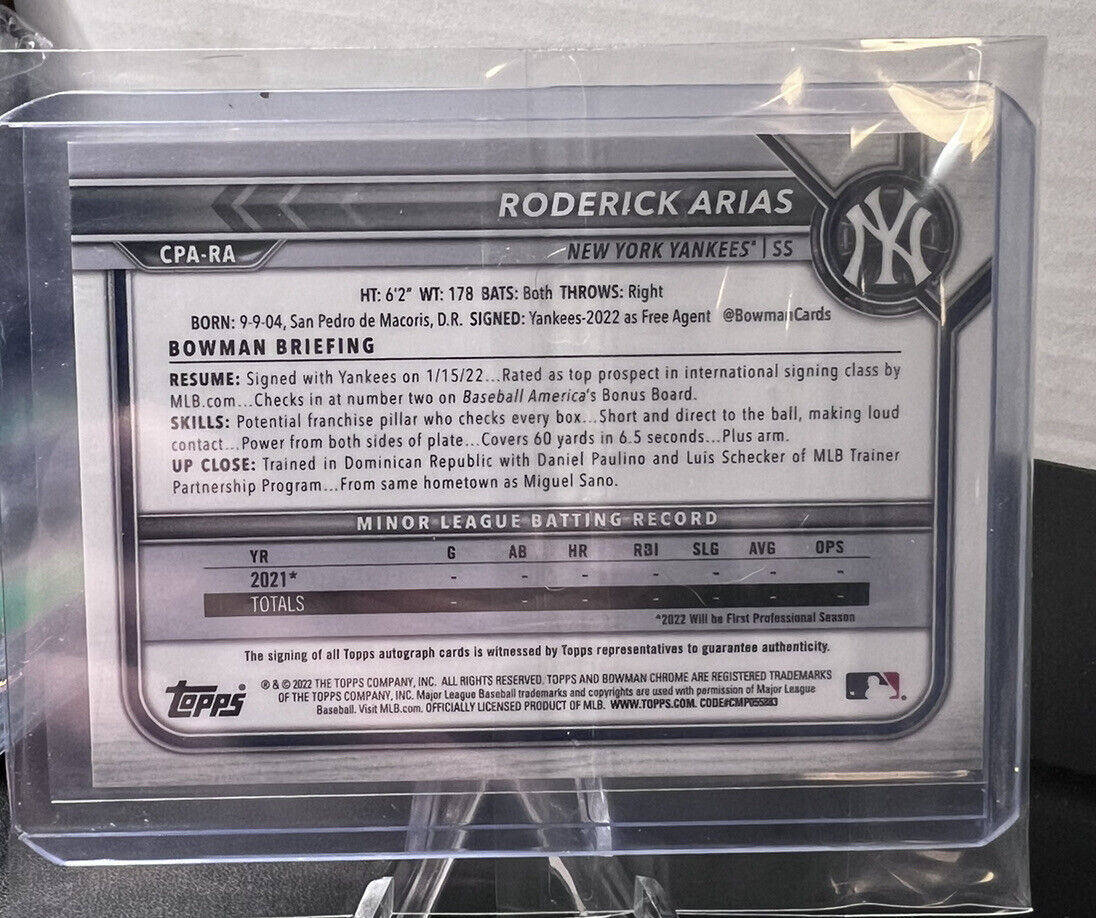 RODERICK ARIAS
CPA-RA
NEW YORK YANKEES® | SS
NY
HT: 6'2" WT: 178 BATS: Both THROWS: Right
BORN: 9-9-04, San Pedro de Macoris, D.R. SIGNED: Yankees-2022 as Free Agent @BowmanCards
BOWMAN BRIEFING
RESUME: Signed with Yankees on 1/15/22...Rated as top prospect in international signing class by
MLB.com...Checks in at number two on Baseball America's Bonus Board.
SKILLS: Potential franchise pillar who checks every box...Short and direct to the ball, making loud
contact...Power from both sides of plate...Covers 60 yards in 6.5 seconds...Plus arm.
UP CLOSE: Trained in Dominican Republic with Daniel Paulino and Luis Schecker of MLB Trainer
Partnership Program...From same hometown as Miguel Sano.
MINOR LEAGUE BATTING RECORD
YR G AB HR RBI SLG AVG OPS
2021* - - - - - - -
TOTALS - - - - - - -
*2022 Will be First Professional Season
The signing of all Topps autograph cards is witnessed by Topps representatives to guarantee authenticity.
topps®
® & © 2022 THE TOPPS COMPANY, INC. ALL RIGHTS RESERVED. TOPPS AND BOWMAN CHROME ARE REGISTERED TRADEMARKS
OF THE TOPPS COMPANY, INC. Major League Baseball trademarks and copyrights are used with permission of Major League
Baseball. Visit MLB.com. OFFICIALLY LICENSED PRODUCT OF MLB. WWW.TOPPS.COM. CODE#CMP055883